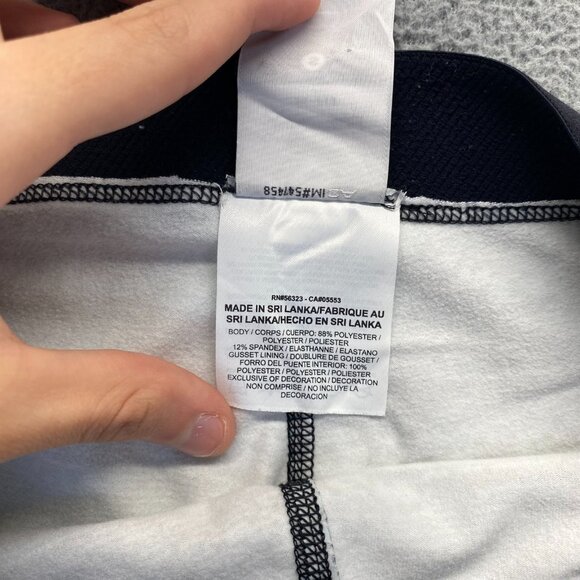 IM#547458
RN#56323 - CA#05553
MADE IN SRI LANKA/FABRIQUE AU
SRI LANKA/HECHO EN SRI LANKA
BODY / CORPS / CUERPO: 88% POLYESTER /
POLYESTER / POLIESTER
12% SPANDEX / ELASTHANNE / ELASTANO
GUSSET LINING / DOUBLURE DE GOUSSET /
FORRO DEL PUENTE INTERIOR: 100%
POLYESTER / POLYESTER / POLIESTER
EXCLUSIVE OF DECORATION / DECORATION
NON COMPRISE / NO INCLUYE LA
DECORACION